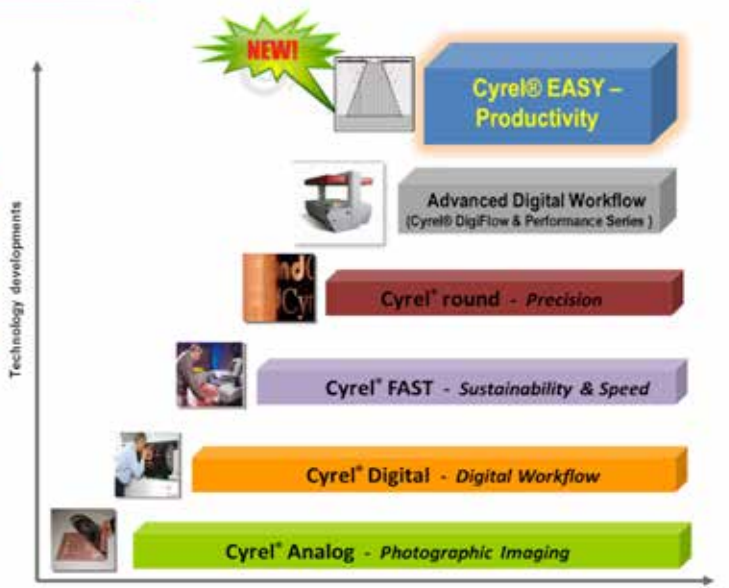 NEW!
Cyrel® EASY –
Productivity
Advanced Digital Workflow
(Cyrel® DigiFlow & Performance Series )
Cyrel® round - Precision
Cyrel® FAST - Sustainability & Speed
Cyrel® Digital - Digital Workflow
Cyrel® Analog - Photographic Imaging
Technology developments